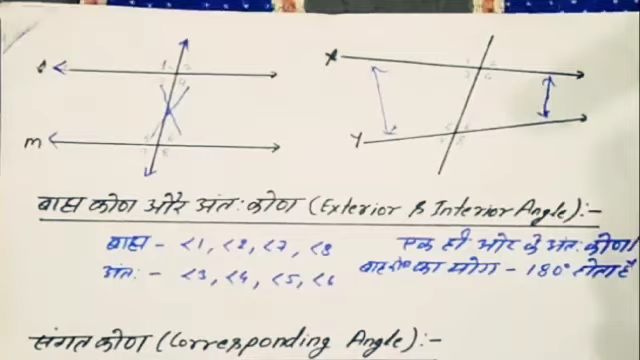 x
m
y
बाह्य कोण और अंतः कोण (Exterior & Interior Angle) :-
बाह्य - <1, <2, <7, <8
अंतः - <3, <4, <5, <6
एक ही ओर के अंतः कोण/
का योग - 180° होता है
संगत कोण (Corresponding Angle) :-